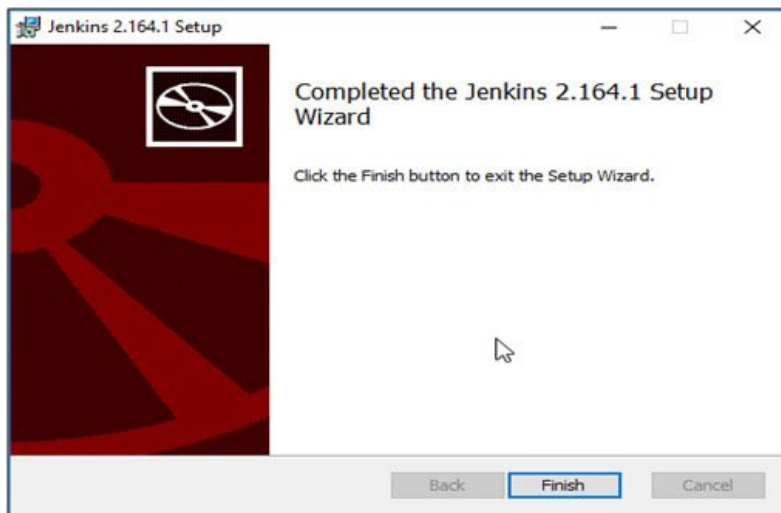 Jenkins 2.164.1 Setup
Completed the Jenkins 2.164.1 Setup
Wizard
Click the Finish button to exit the Setup Wizard.
Back Finish Cancel